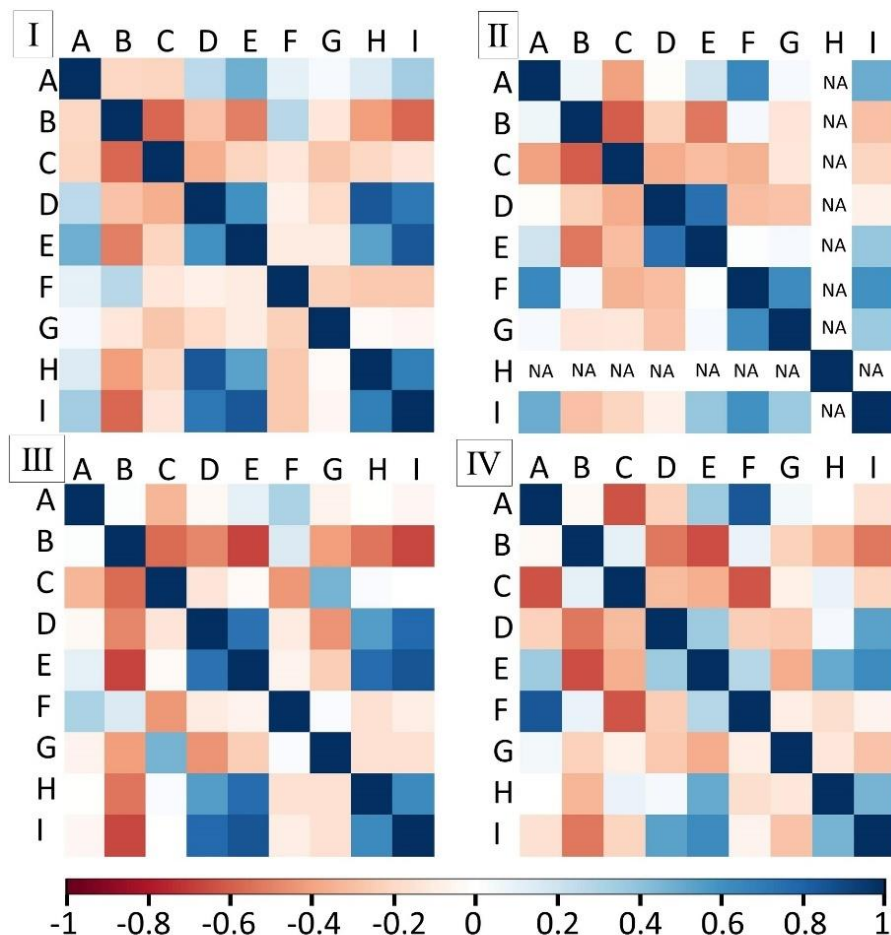 I A B C D E F G H I
A
B
C
D
E
F
G
H
I
II A B C D E F G H I
NA
NA
NA
NA
NA
NA
NA
NA NA NA NA NA NA NA
NA
III A B C D E F G H I
A
B
C
D
E
F
G
H
I
IV A B C D E F G H I
A
B
C
D
E
F
G
H
I
A
B
C
D
E
F
G
H
I
-1 -0.8 -0.6 -0.4 -0.2 0 0.2 0.4 0.6 0.8 1